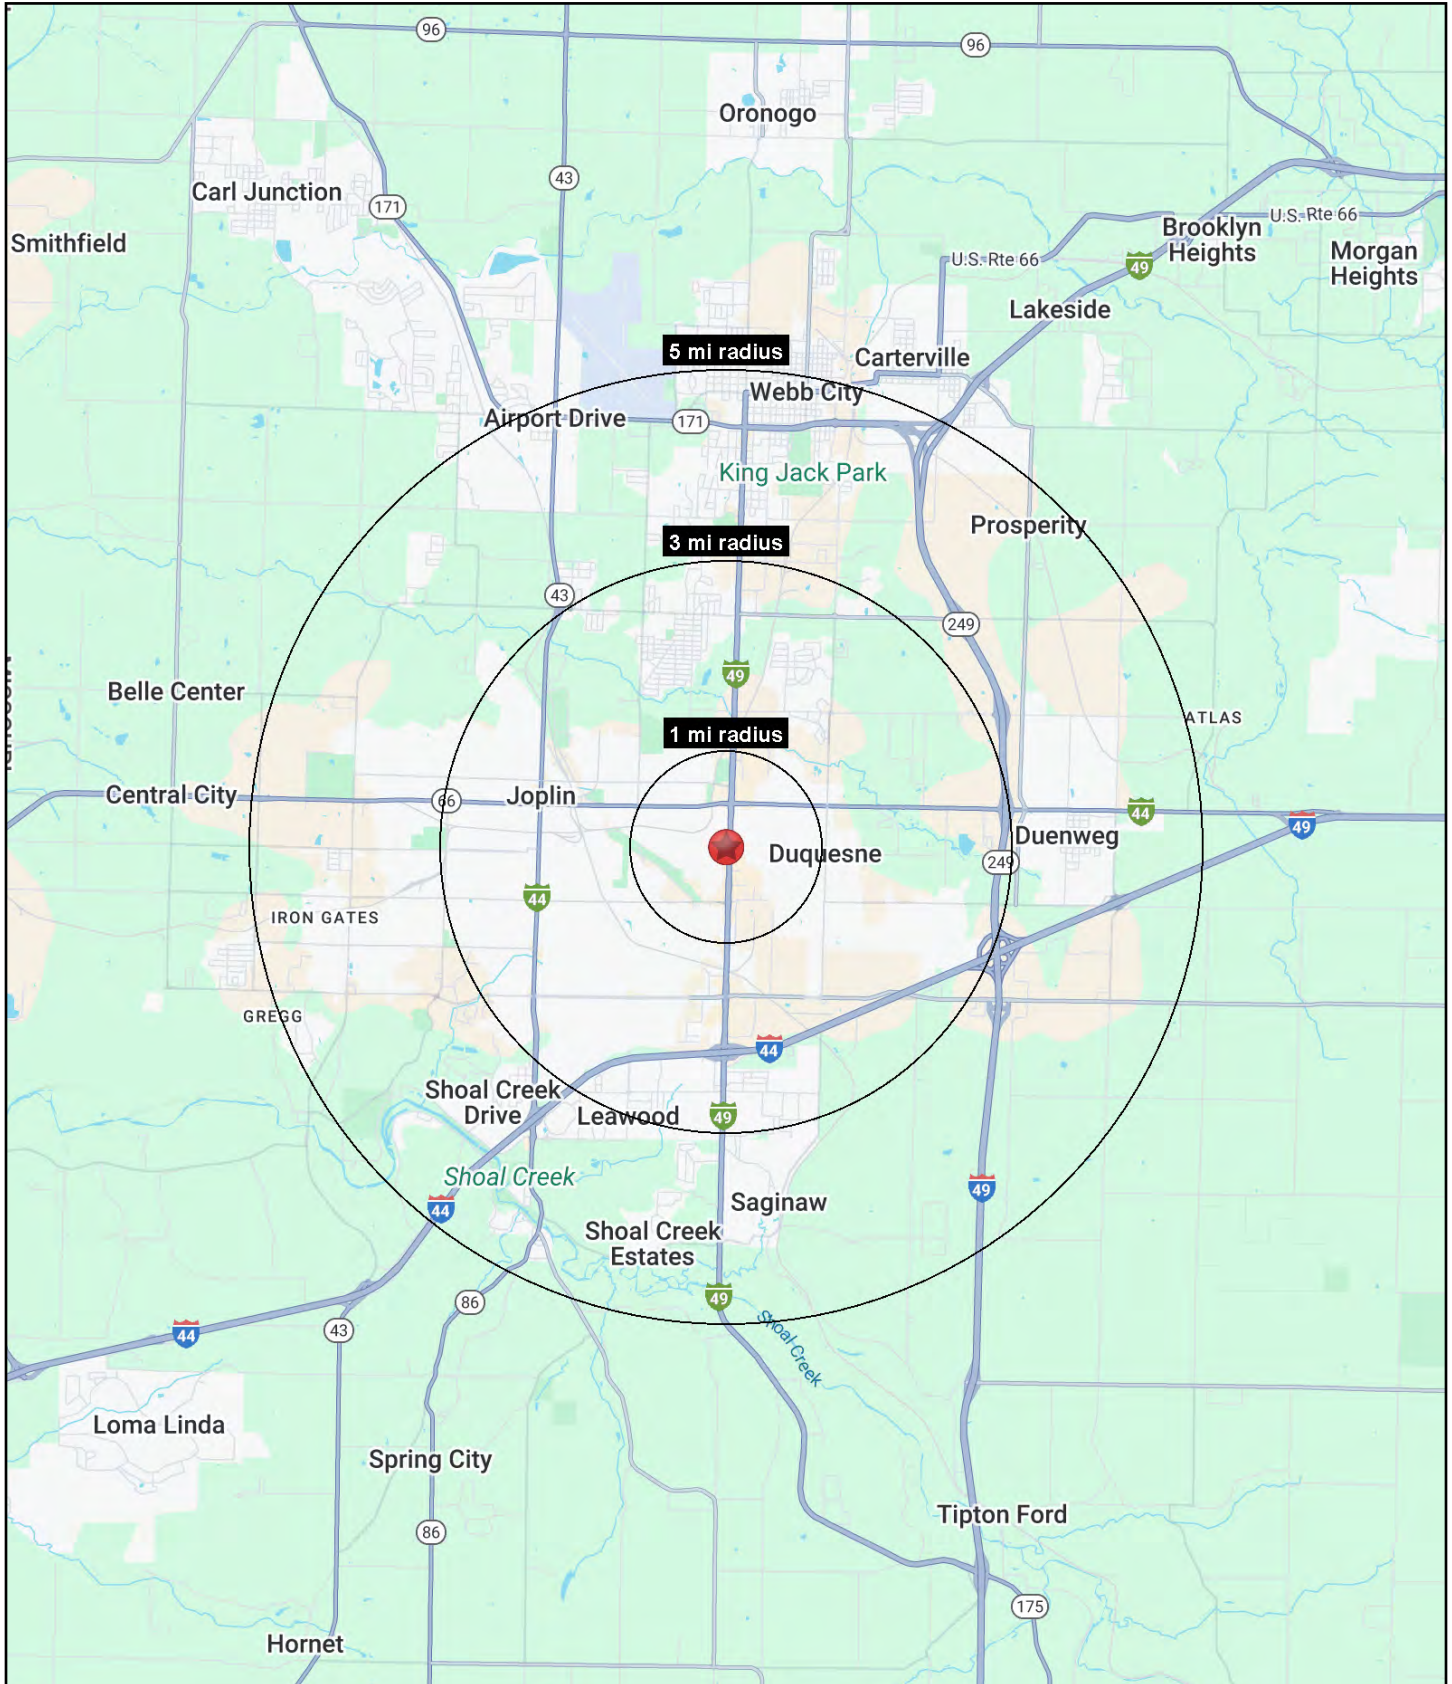 96
96
Oronogo
43
Carl Junction
171
U.S. Rte 66
Brooklyn
Heights
Smithfield
Morgan
Heights
U.S. Rte 66
49
Lakeside
5 mi radius
Carterville
Webb City
Airport Drive
171
King Jack Park
Prosperity
3 mi radius
43
249
49
Belle Center
ATLAS
1 mi radius
Central City
66
Joplin
44
49
Duenweg
Duquesne
249
44
IRON GATES
GREGG
44
Shoal Creek
Drive
Leawood
49
Shoal Creek
44
49
Saginaw
Shoal Creek
Estates
49
86
Shoal Creek
44
43
Loma Linda
Spring City
Tipton Ford
86
175
Hornet